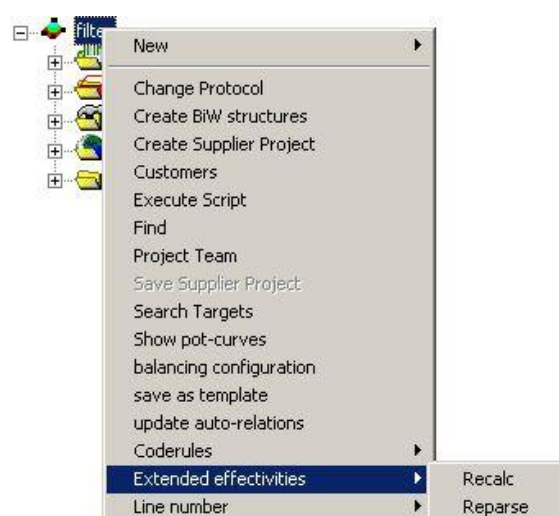 filte
New
Change Protocol
Create BiW structures
Create Supplier Project
Customers
Execute Script
Find
Project Team
Save Supplier Project
Search Targets
Show pot-curves
balancing configuration
save as template
update auto-relations
Coderules
Extended effectivities
Recalc
Line number
Reparse